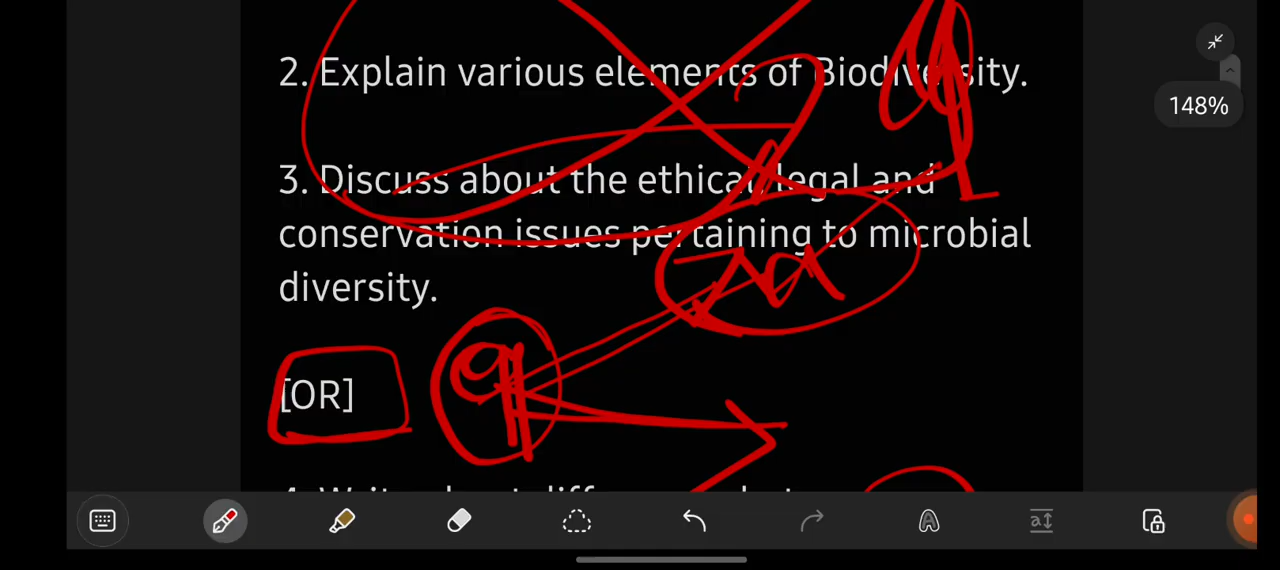 2. Explain various elements of Biodiversity.
3. Discuss about the ethical, legal and
conservation issues pertaining to microbial
diversity.
[OR]
148%